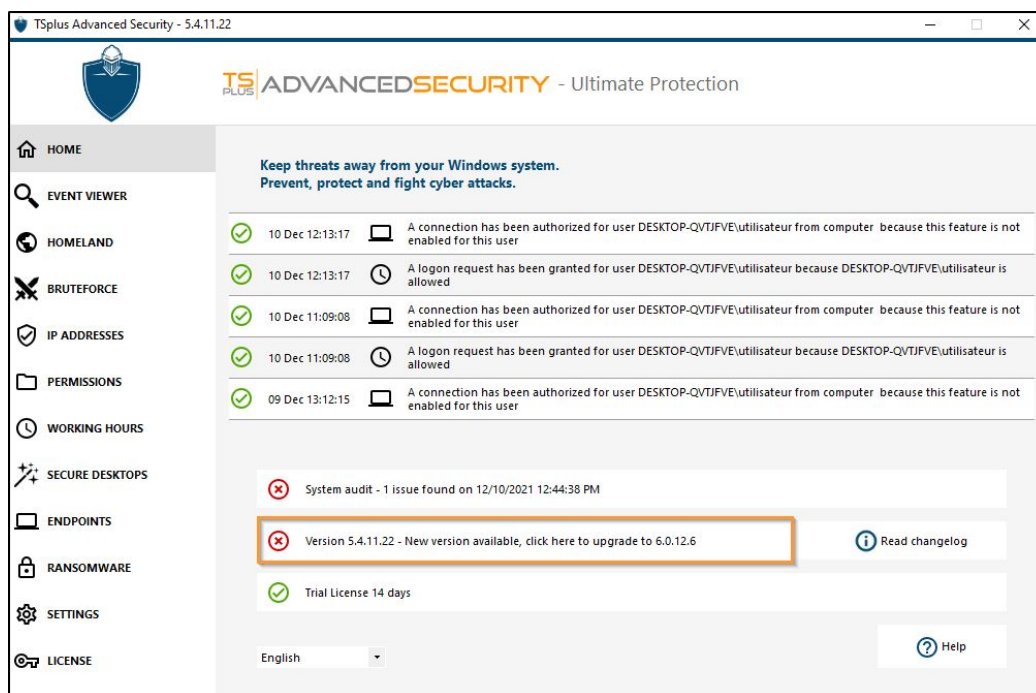 TSplus Advanced Security - 5.4.11.22
TS PLUS ADVANCEDSECURITY - Ultimate Protection
HOME
EVENT VIEWER
HOMELAND
BRUTEFORCE
IP ADDRESSES
PERMISSIONS
WORKING HOURS
SECURE DESKTOPS
ENDPOINTS
RANSOMWARE
SETTINGS
LICENSE
Keep threats away from your Windows system.
Prevent, protect and fight cyber attacks.
10 Dec 12:13:17 A connection has been authorized for user DESKTOP-QVTJFVE\utilisateur from computer because this feature is not
enabled for this user
10 Dec 12:13:17 A logon request has been granted for user DESKTOP-QVTJFVE\utilisateur because DESKTOP-QVTJFVE\utilisateur is
allowed
10 Dec 11:09:08 A connection has been authorized for user DESKTOP-QVTJFVE\utilisateur from computer because this feature is not
enabled for this user
10 Dec 11:09:08 A logon request has been granted for user DESKTOP-QVTJFVE\utilisateur because DESKTOP-QVTJFVE\utilisateur is
allowed
09 Dec 13:12:15 A connection has been authorized for user DESKTOP-QVTJFVE\utilisateur from computer because this feature is not
enabled for this user
System audit - 1 issue found on 12/10/2021 12:44:38 PM
Version 5.4.11.22 - New version available, click here to upgrade to 6.0.12.6
Read changelog
Trial License 14 days
Help
English